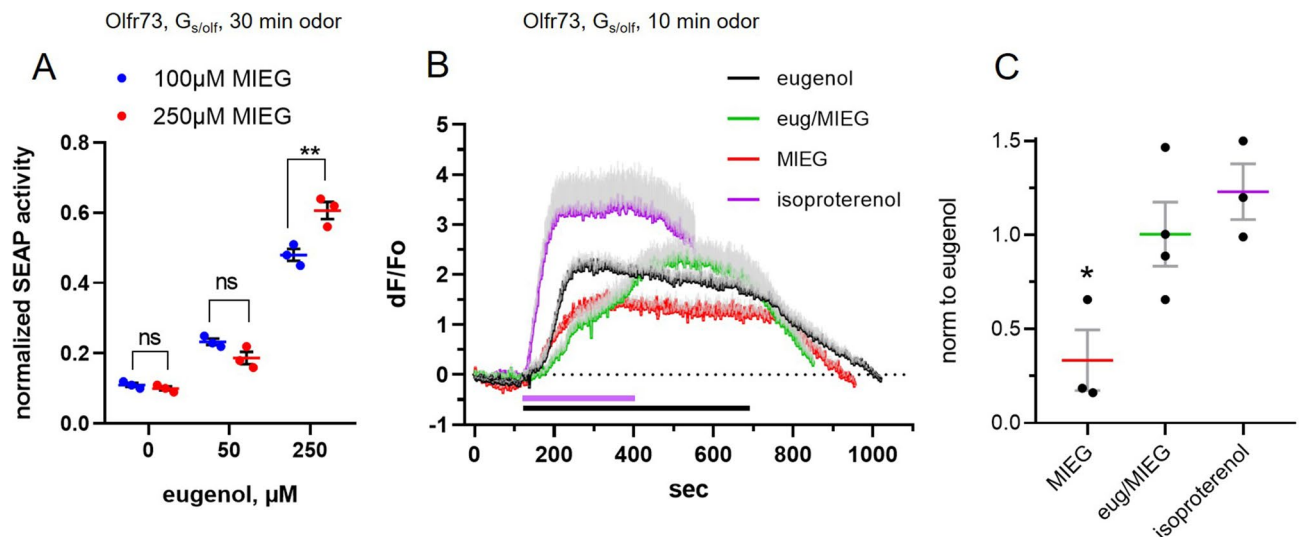 Olfr73, Gs/olf, 30 min odor
Olfr73, Gs/olf, 10 min odor
A
100µM MIEG
250µM MIEG
normalized SEAP activity
0.8
0.6
0.4
0.2
0.0
ns
ns
**
0
50
250
eugenol, µM
B
eugenol
eug/MIEG
MIEG
isoproterenol
dF/Fo
5
4
3
2
1
0
-1
0
200
400
600
800
1000
sec
C
norm to eugenol
1.5
1.0
0.5
0.0
*
MIEG
eug/MIEG
isoproterenol